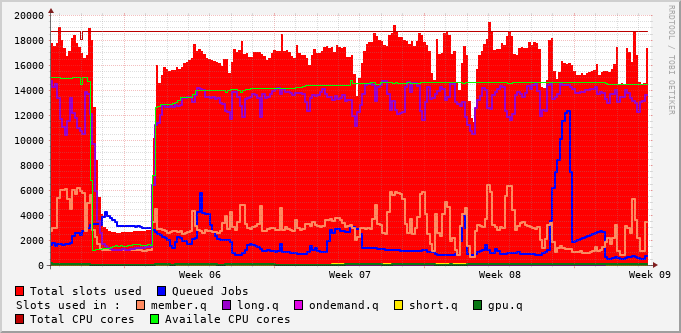 20000
18000
16000
14000
12000
10000
8000
6000
4000
2000
0
Week 06 Week 07 Week 08 Week 09
RRDTOOL / TOBI OETIKER
Total slots used Queued Jobs
Slots used in : member.q long.q ondemand.q short.q gpu.q
Total CPU cores Availale CPU cores